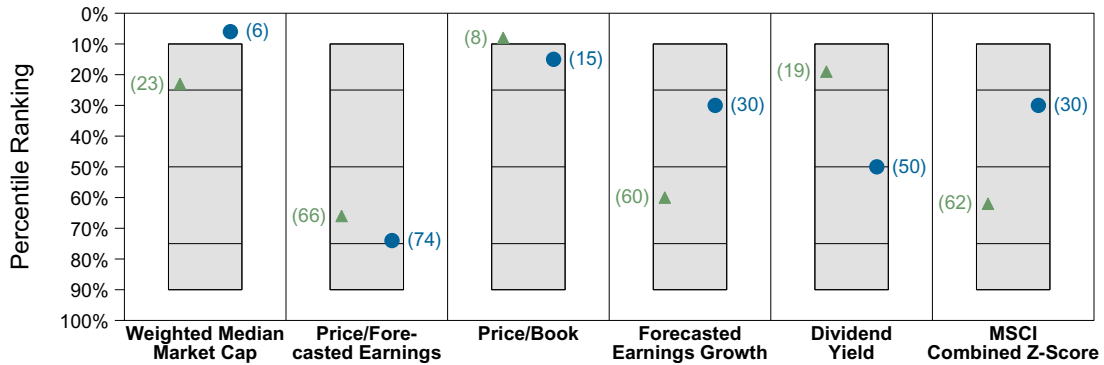 Percentile Ranking
0%
10%
20%
30%
40%
50%
60%
70%
80%
90%
100%
(23)
(6)
(66)
(74)
(8)
(15)
(60)
(30)
(19)
(50)
(62)
(30)
Weighted Median
Market Cap
Price/Fore-
casted Earnings
Price/Book
Forecasted
Earnings Growth
Dividend
Yield
MSCI
Combined Z-Score